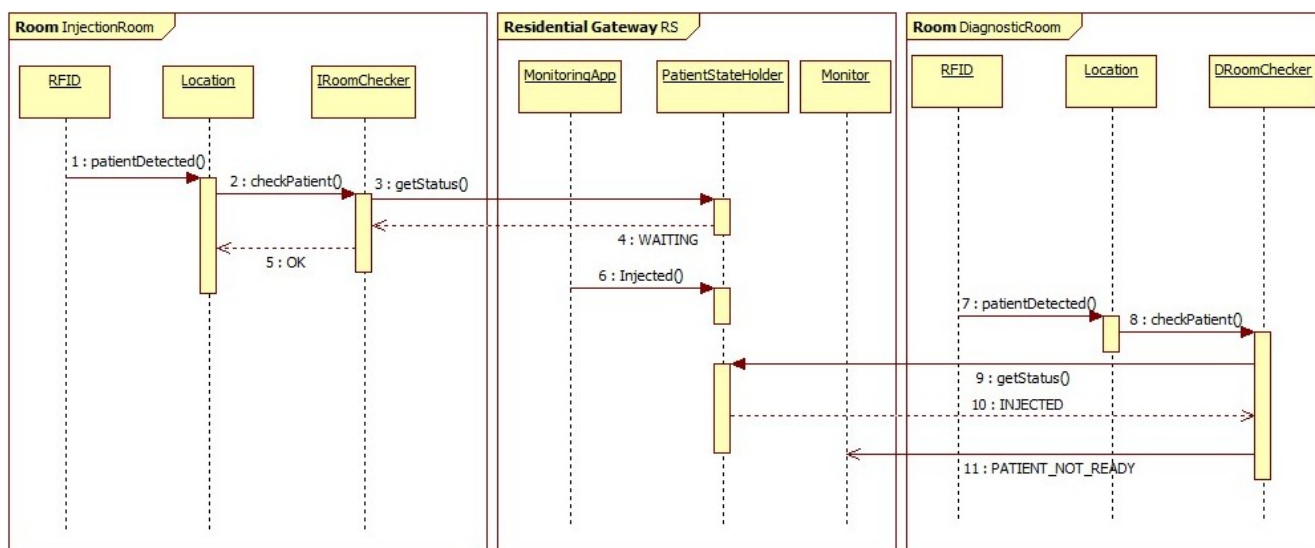 Room InjectionRoom
Residential Gateway RS
Room DiagnosticRoom
RFID
Location
IRoomChecker
MonitoringApp
PatientStateHolder
Monitor
RFID
Location
DRoomChecker
1 : patientDetected()
2 : checkPatient()
3 : getStatus()
4 : WAITING
5 : OK
6 : Injected()
7 : patientDetected()
8 : checkPatient()
9 : getStatus()
10 : INJECTED
11 : PATIENT_NOT_READY